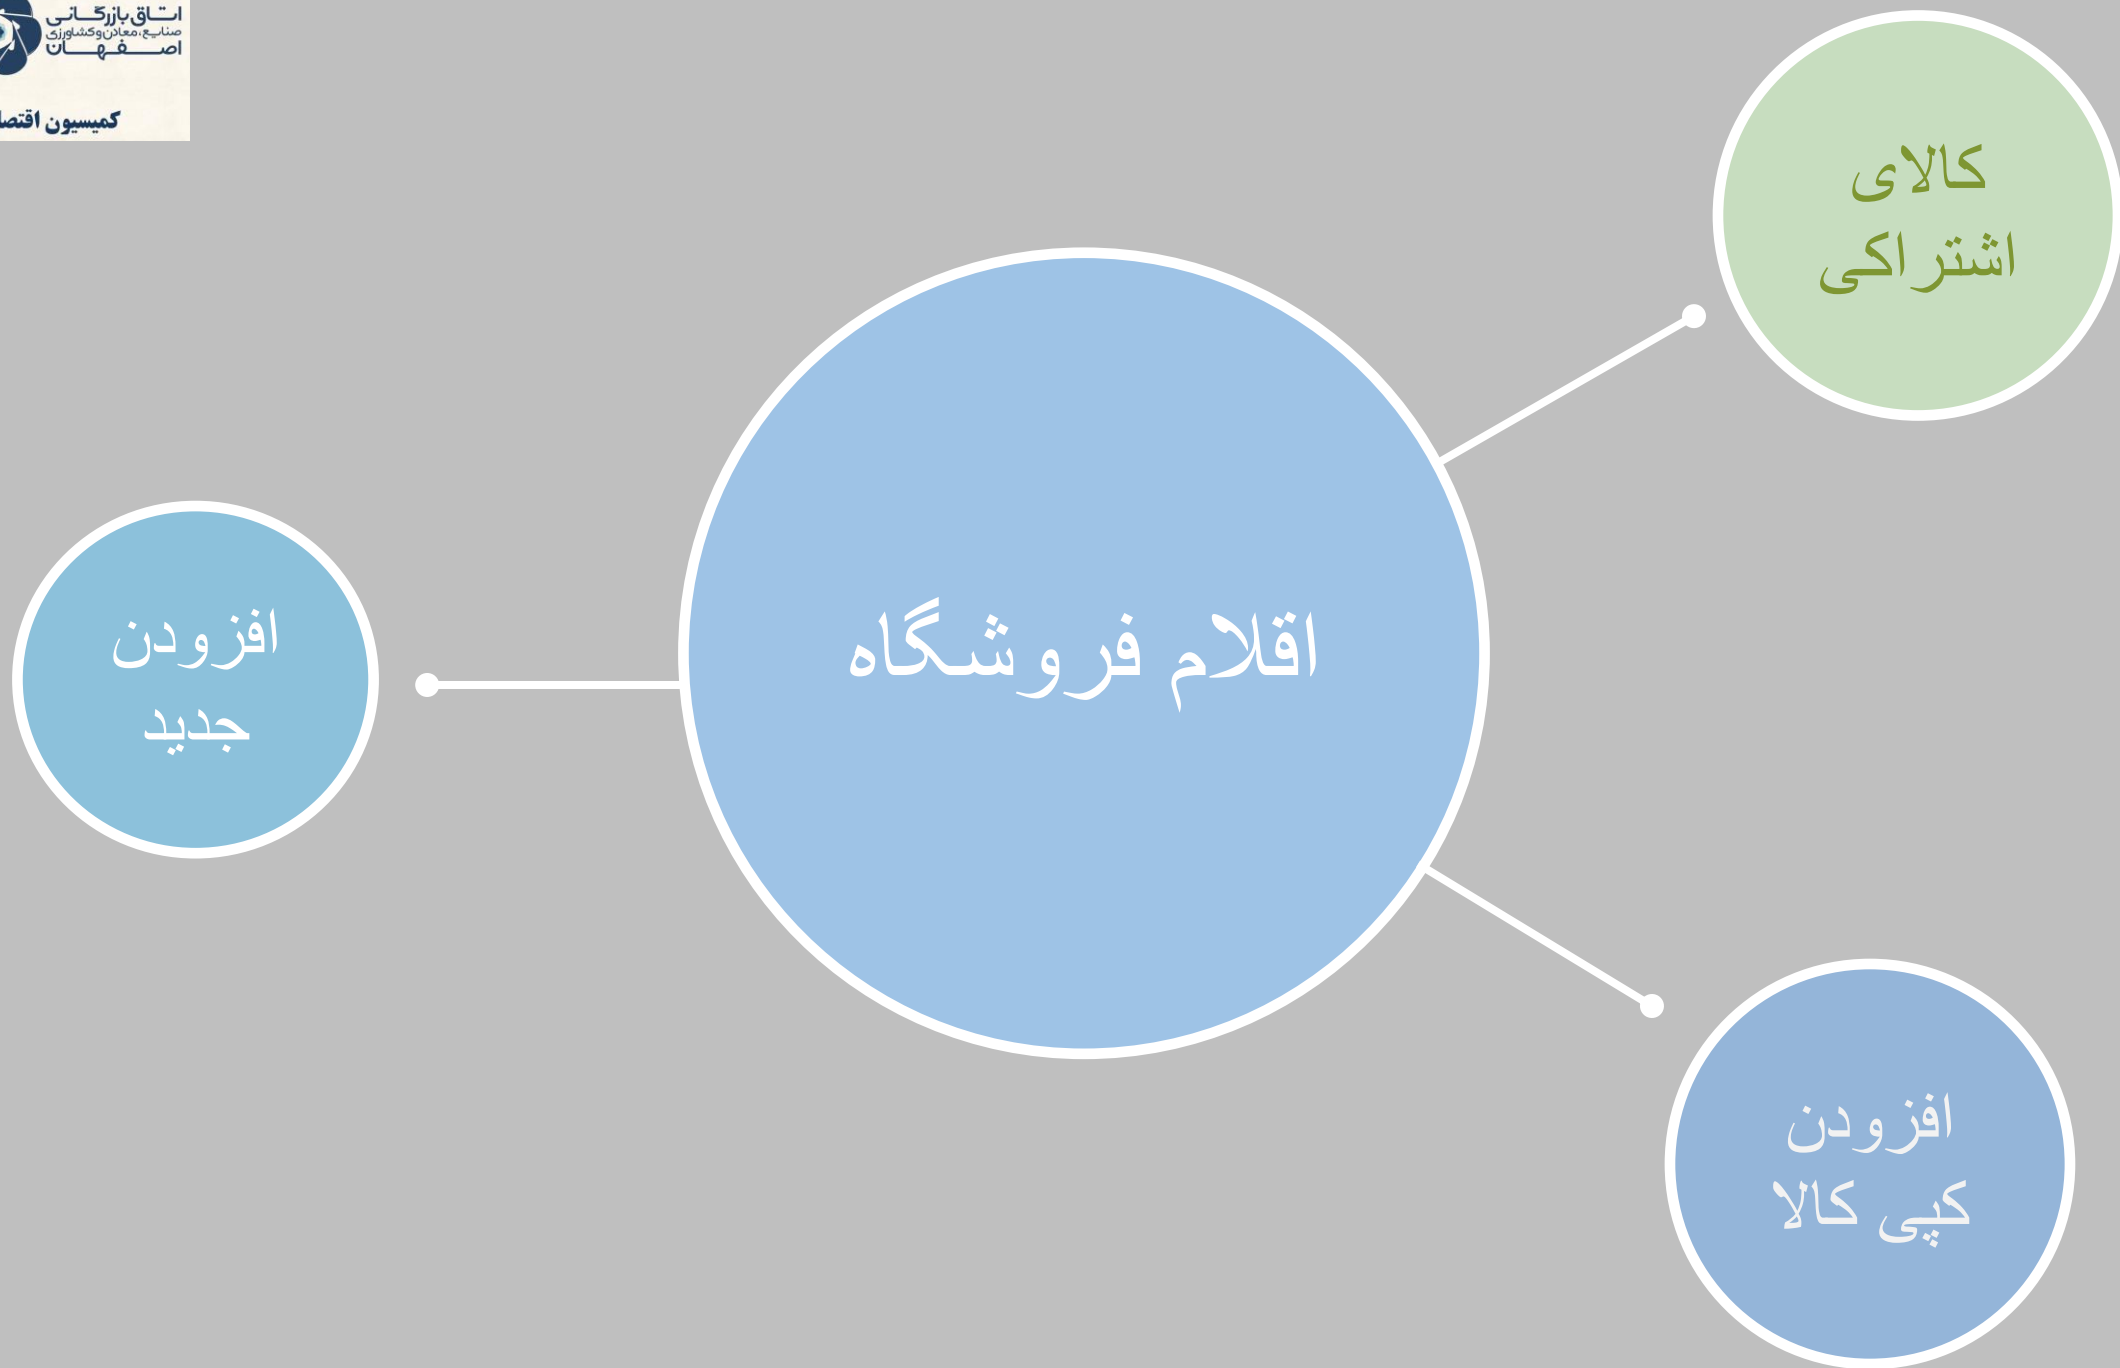 اتاق بازرگانی
صنایع، معادن و کشاورزی
اصفهان
کمیسیون
کالای
اشتراکی
اقلام فروشگاه
افزودن
جدید
افزودن
کپی کالا